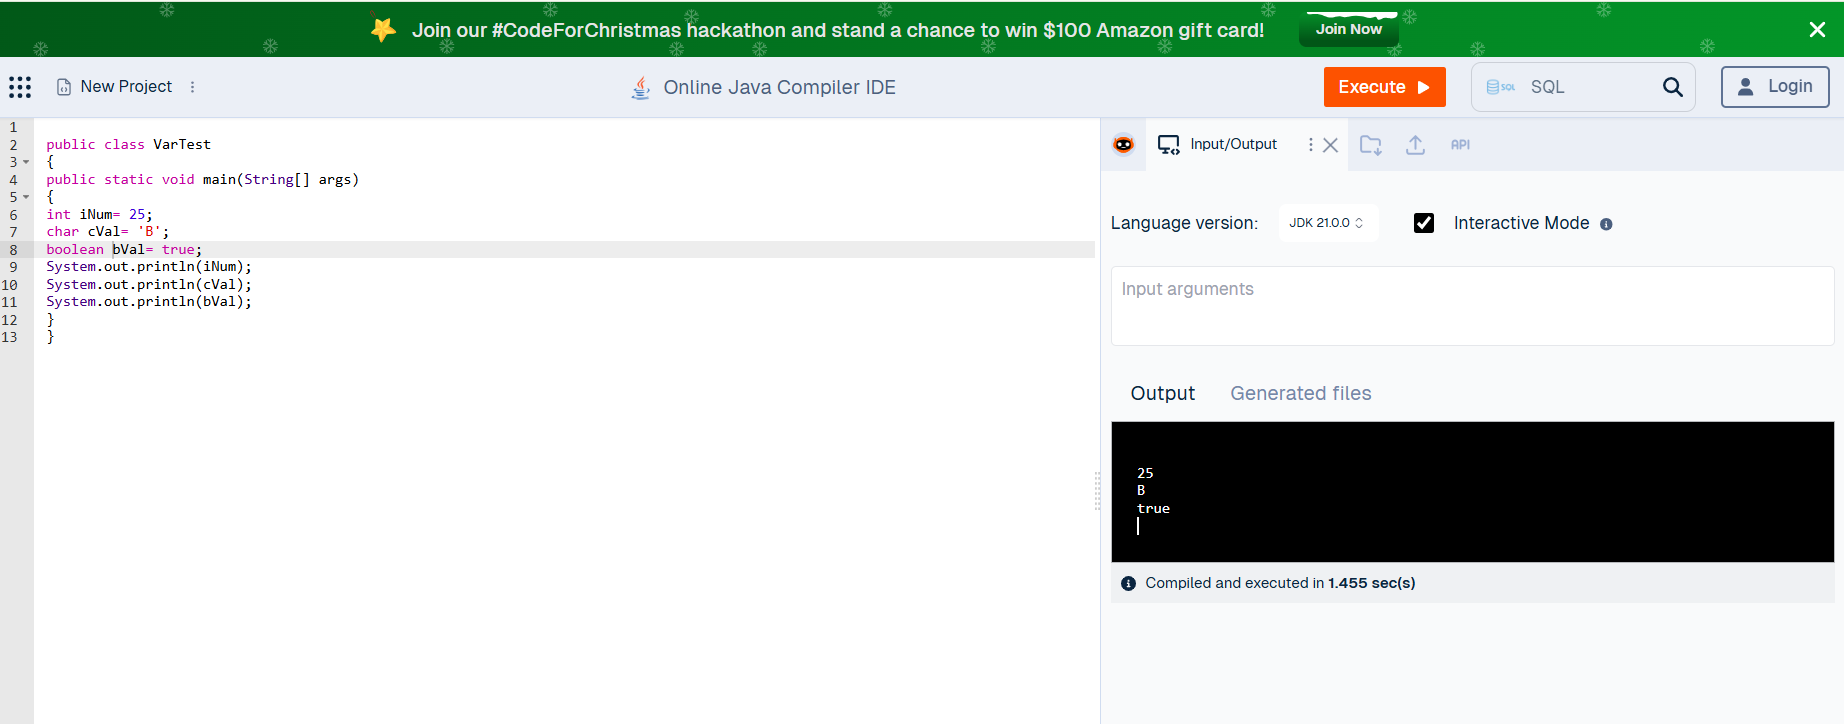 Join our #CodeForChristmas hackathon and stand a chance to win $100 Amazon gift card! Join Now
New Project
Online Java Compiler IDE
Execute
SQL SQL
Login
1
2 public class VarTest
3 {
4 public static void main(String[] args)
5 {
6 int iNum= 25;
7 char cVal= 'B';
8 boolean bVal= true;
9 System.out.println(iNum);
10 System.out.println(cVal);
11 System.out.println(bVal);
12 }
13 }
Input/Output
API
Language version: JDK 21.0.0 Interactive Mode
Input arguments
Output Generated files
25
B
true
Compiled and executed in 1.455 sec(s)